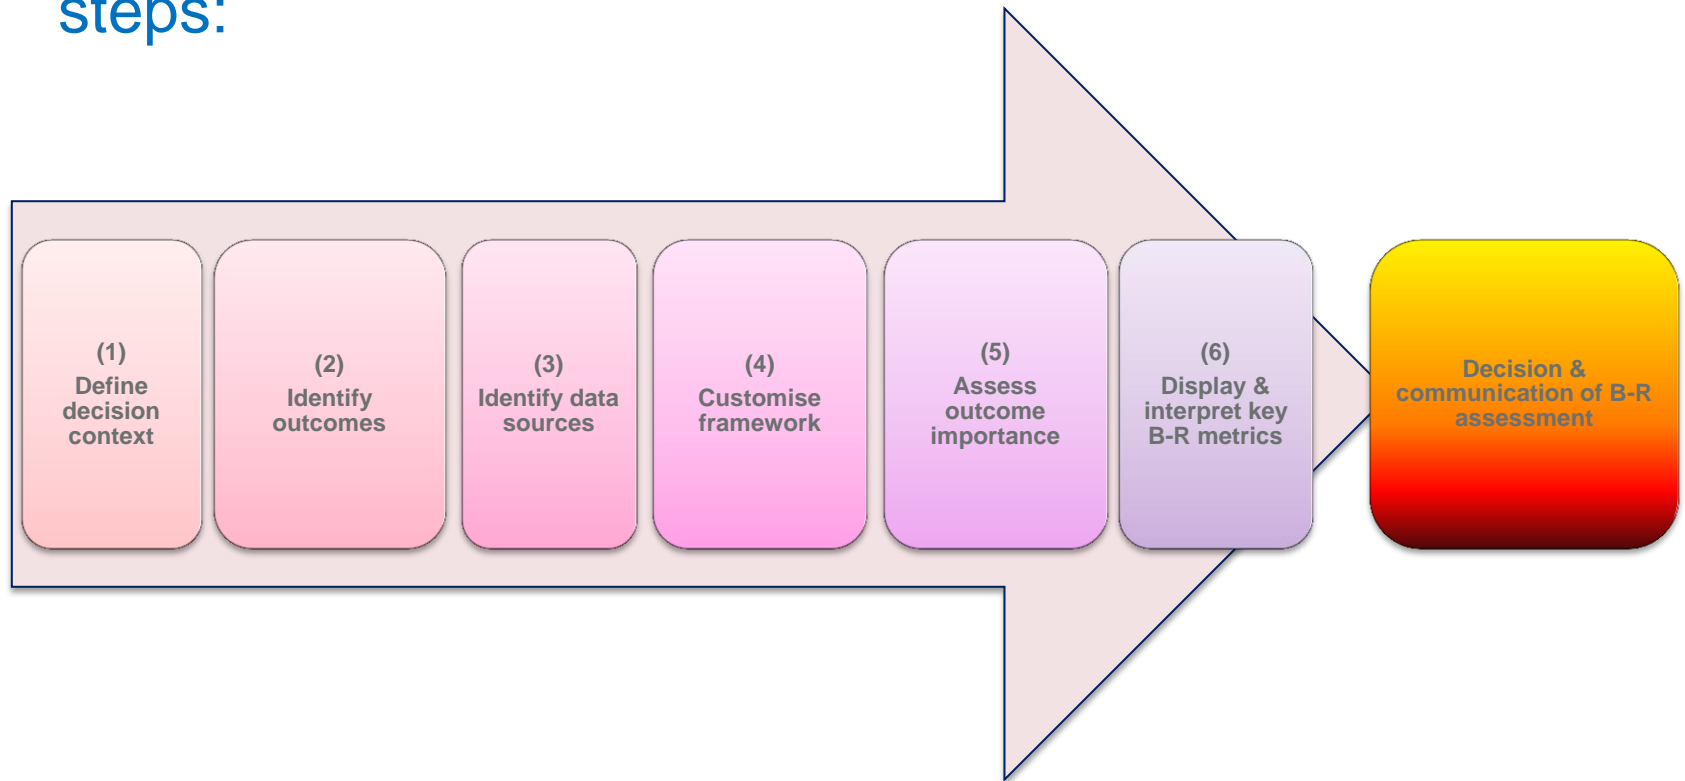 steps:
(1)
Define
decision
context
(2)
Identify
outcomes
(3)
Identify data
sources
(4)
Customise
framework
(5)
Assess
outcome
importance
(6)
Display &
interpret key
B-R metrics
Decision &
communication of B-R
assessment